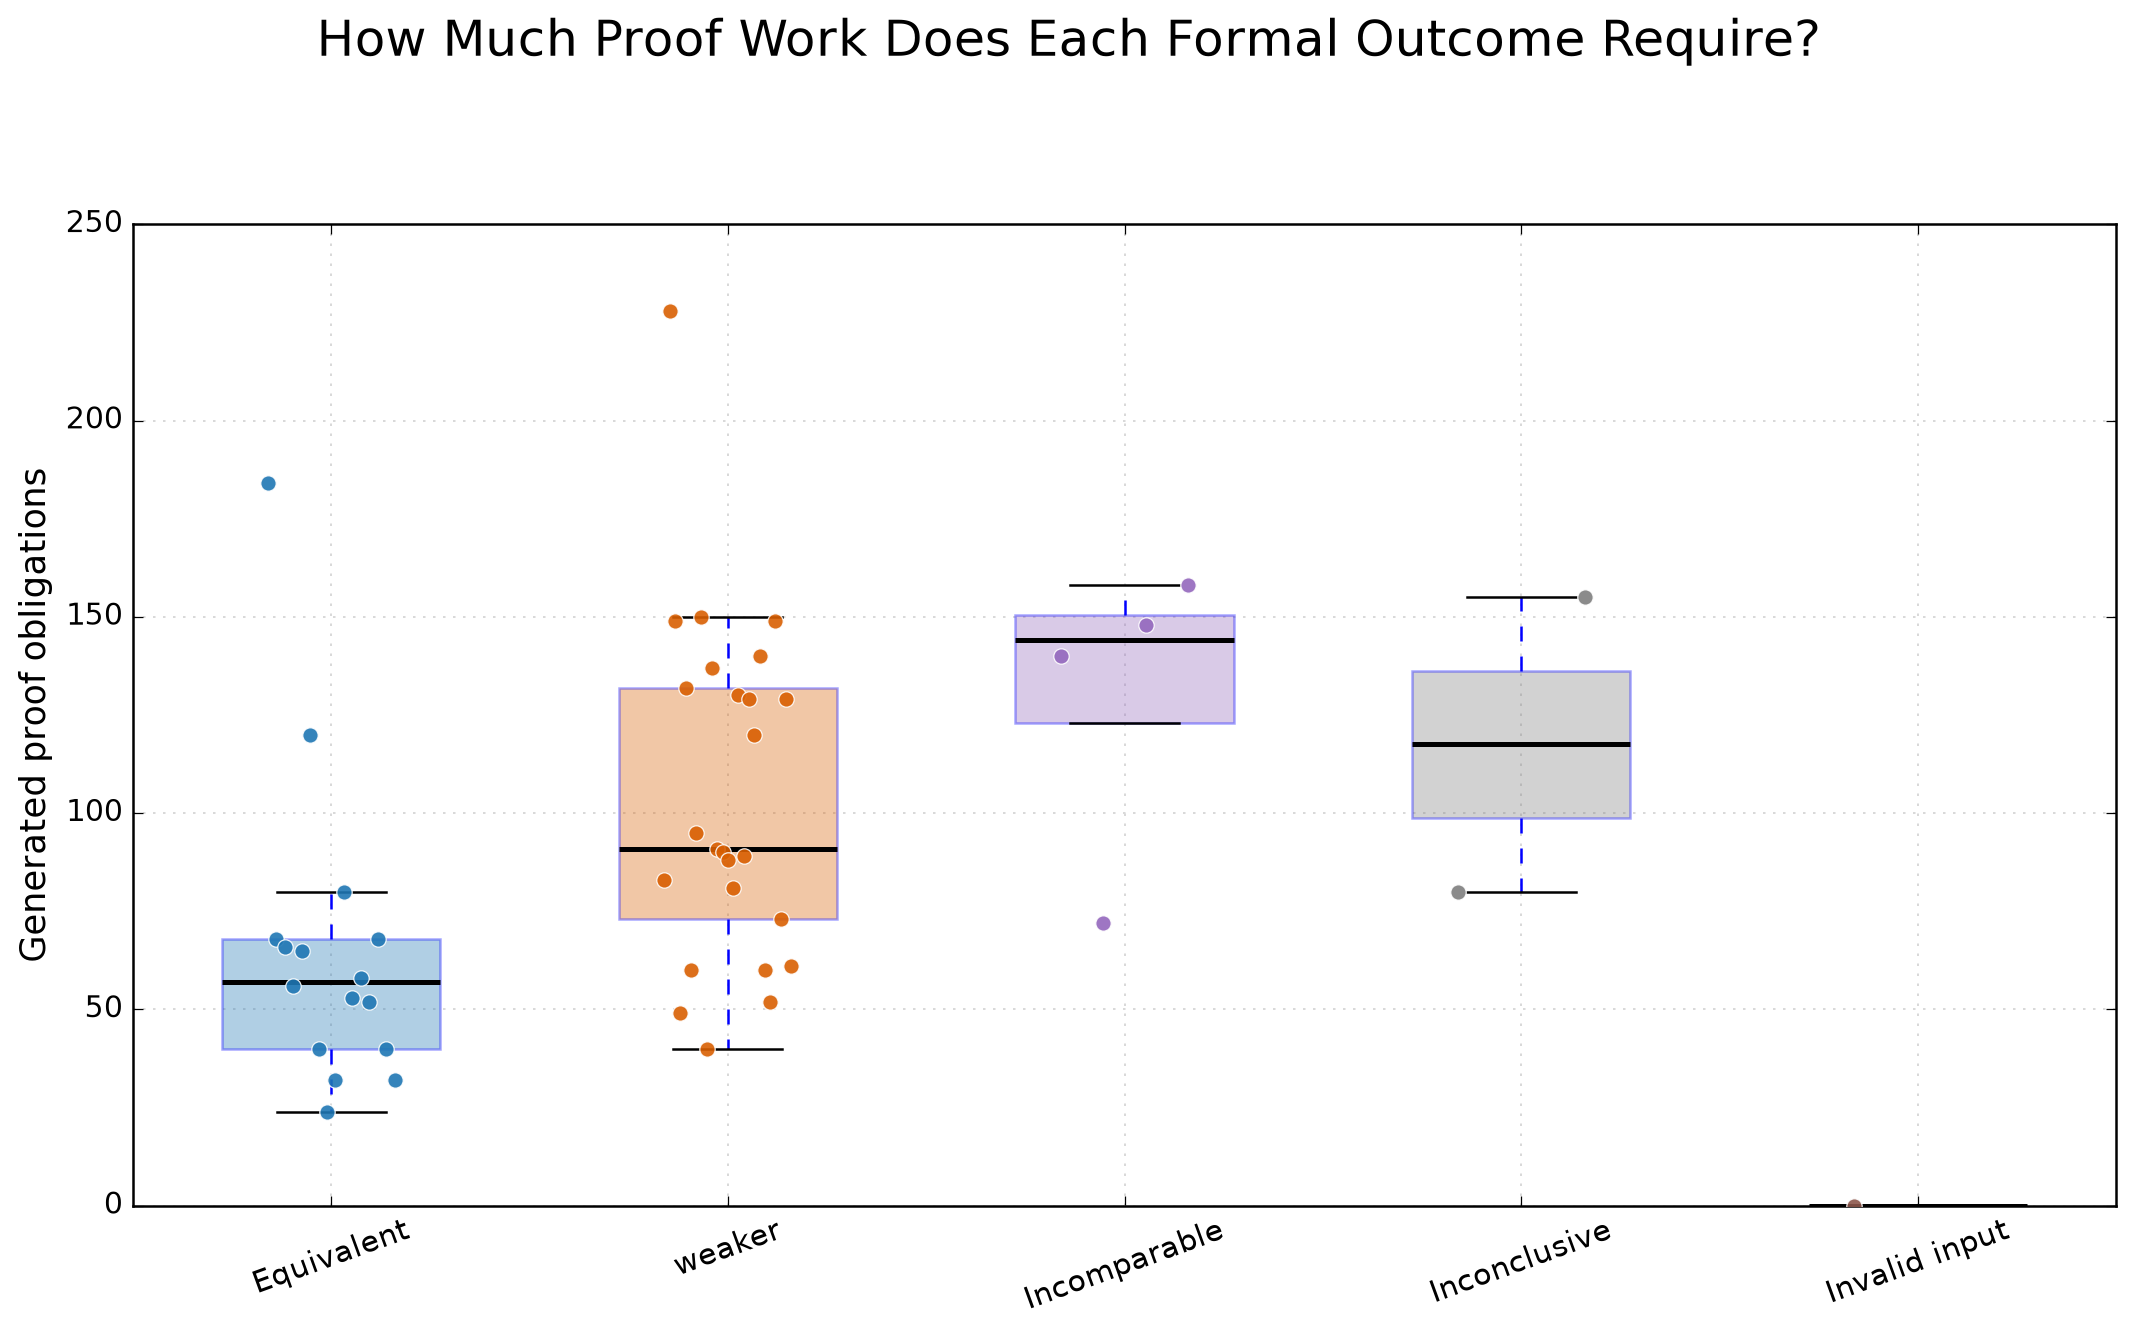 How Much Proof Work Does Each Formal Outcome Require?
Generated proof obligations
250
200
150
100
50
0
Equivalent
weaker
Incomparable
Inconclusive
Invalid input